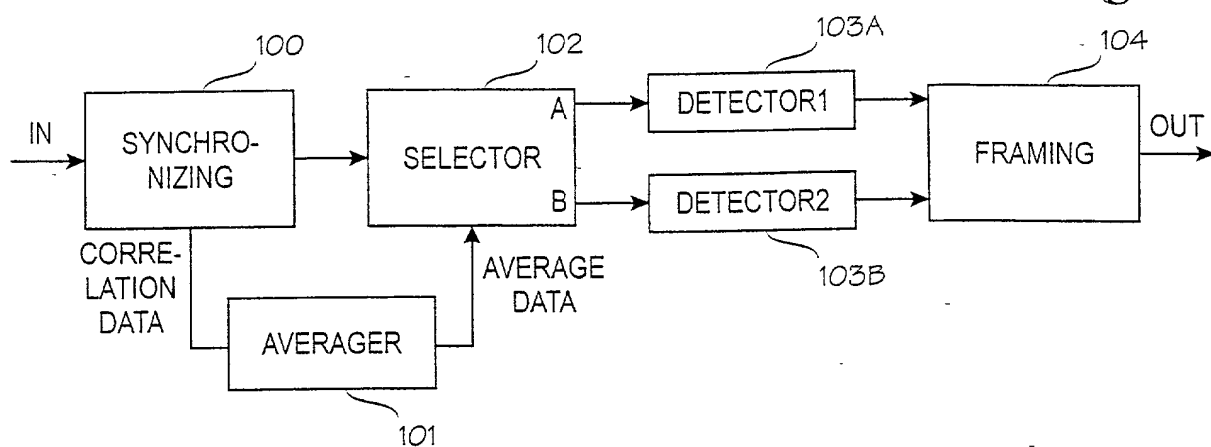 100
102
103A
104
IN
SYNCHRO-
NIZING
SELECTOR
A
B
DETECTOR1
DETECTOR2
FRAMING
OUT
103B
CORRE-
LATION
DATA
AVERAGE
DATA
AVERAGER
101